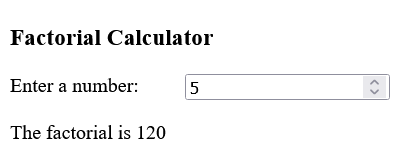 Factorial Calculator
Enter a number: 5
The factorial is 120